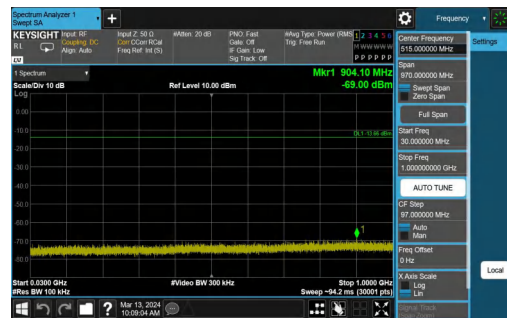 Spectrum Analyzer 1
Swept SA
Frequency
KEYSIGHT
RL
LV
Input: RF
Coupling: DC
Align: Auto
Input Z: 50 Ω
Corr CCorr RCal
Freq Ref: Int (S)
#Atten: 20 dB
PNO: Fast
Gate: Off
IF Gain: Low
Sig Track: Off
#Avg Type: Power (RMS
Trig: Free Run
1 2 3 4 5 6
M W W W W W
P P P P P P
1 Spectrum
Scale/Div 10 dB
Log
Ref Level 10.00 dBm
Mkr1 904.10 MHz
-69.00 dBm
0.00
-10.0
-20.0
-30.0
-40.0
-50.0
-60.0
-70.0
-80.0
1
Start 0.0300 GHz
#Res BW 100 kHz
#Video BW 300 kHz
Stop 1.0000 GHz
Sweep ~94.2 ms (30001 pts)
Center Frequency
515.000000 MHz
Settings
Span
970.000000 MHz
Swept Span
Zero Span
Full Span
Start Freq
30.000000 MHz
Stop Freq
1.000000000 GHz
AUTO TUNE
CF Step
97.000000 MHz
Auto
Man
Freq Offset
0 Hz
X Axis Scale
Log
Lin
Local
Mar 13, 2024
10:09:04 AM